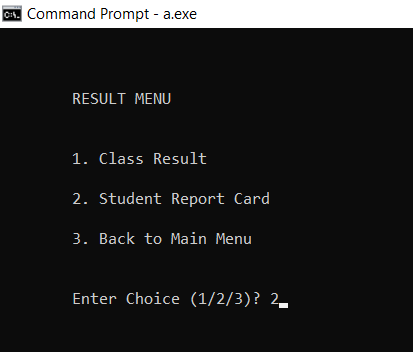 Command Prompt - a.exe
RESULT MENU
1. Class Result
2. Student Report Card
3. Back to Main Menu
Enter Choice (1/2/3)? 2